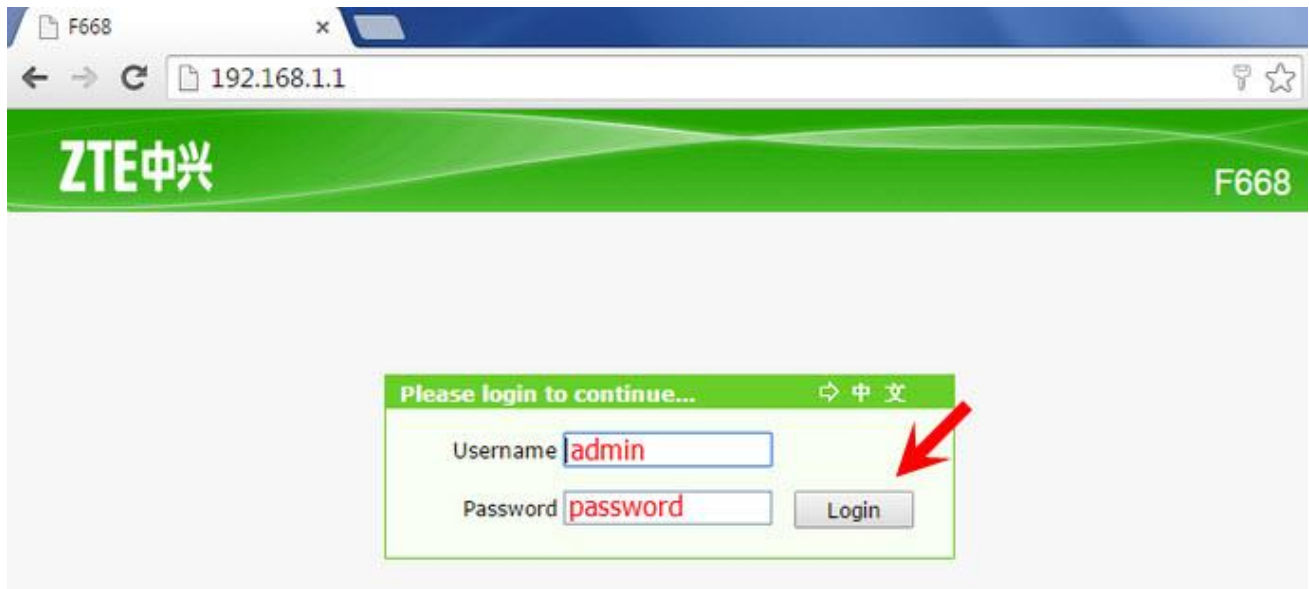 F668
192.168.1.1
ZTE中兴
F668
Please login to continue... 中 文
Username admin
Password password Login